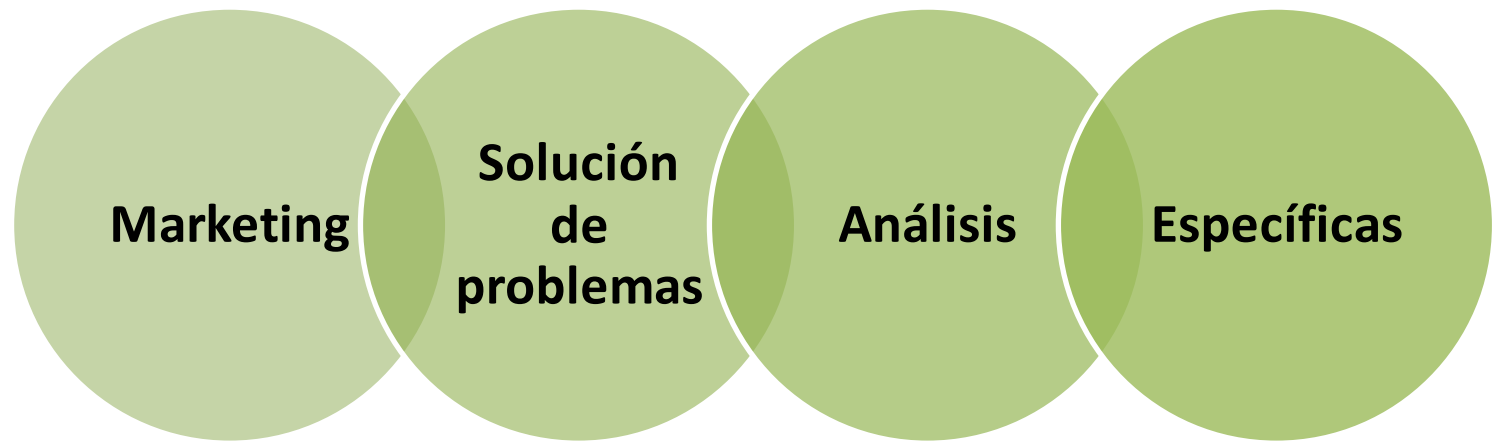 Marketing
Solución
de
problemas
Análisis
Específicas